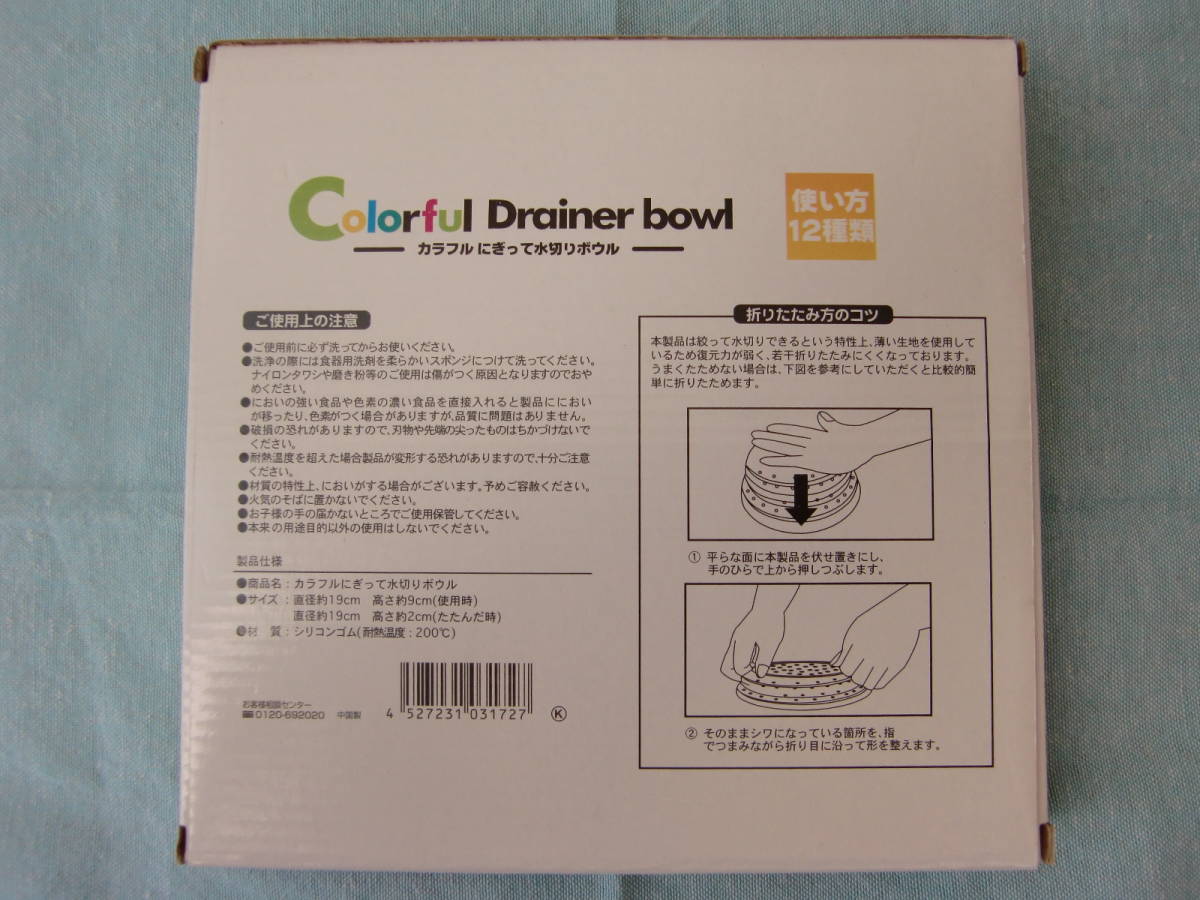 Colorful Drainer bowl
カラフル にぎって水切りボウル
使い方
12種類
ご使用上の注意
●ご使用前に必ず洗ってからお使いください。
●洗浄の際には食器用洗剤を柔らかいスポンジにつけて洗ってください。
ナイロンタワシや磨き粉等のご使用は傷がつく原因となりますのでおや
めください。
●においの強い食品や色素の濃い食品を直接入れると製品ににおい
が移ったり、色素がつく場合がありますが、品質に問題はありません。
●破損の恐れがありますので、刃物や先端の尖ったものはちかづけないで
ください。
●耐熱温度を超えた場合製品が変形する恐れがありますので、十分ご注意
ください。
●材質の特性上、においがする場合がございます。予めご容赦ください。
●火気のそばに置かないでください。
●お子様の手の届かないところでご使用保管してください。
●本来の用途目的以外の使用はしないでください。
製品仕様
●商品名:カラフルにぎって水切りボウル
●サイズ:直径約19cm 高さ約9cm(使用時)
直径約19cm 高さ約2cm(たたんだ時)
●材 質:シリコンゴム(耐熱温度:200℃)
お客様相談センター
☎0120-692020 中国製
4 527231 031727 K
折りたたみ方のコツ
本製品は絞って水切りできるという特性上、薄い生地を使用して
いるため復元力が弱く、若干折りたたみにくくなっております。
うまくたためない場合は、下図を参考にしていただくと比較的簡
単に折りたためます。
① 平らな面に本製品を伏せ置きにし、
手のひらで上から押しつぶします。
② そのままシワになっている箇所を、指
でつまみながら折り目に沿って形を整えます。